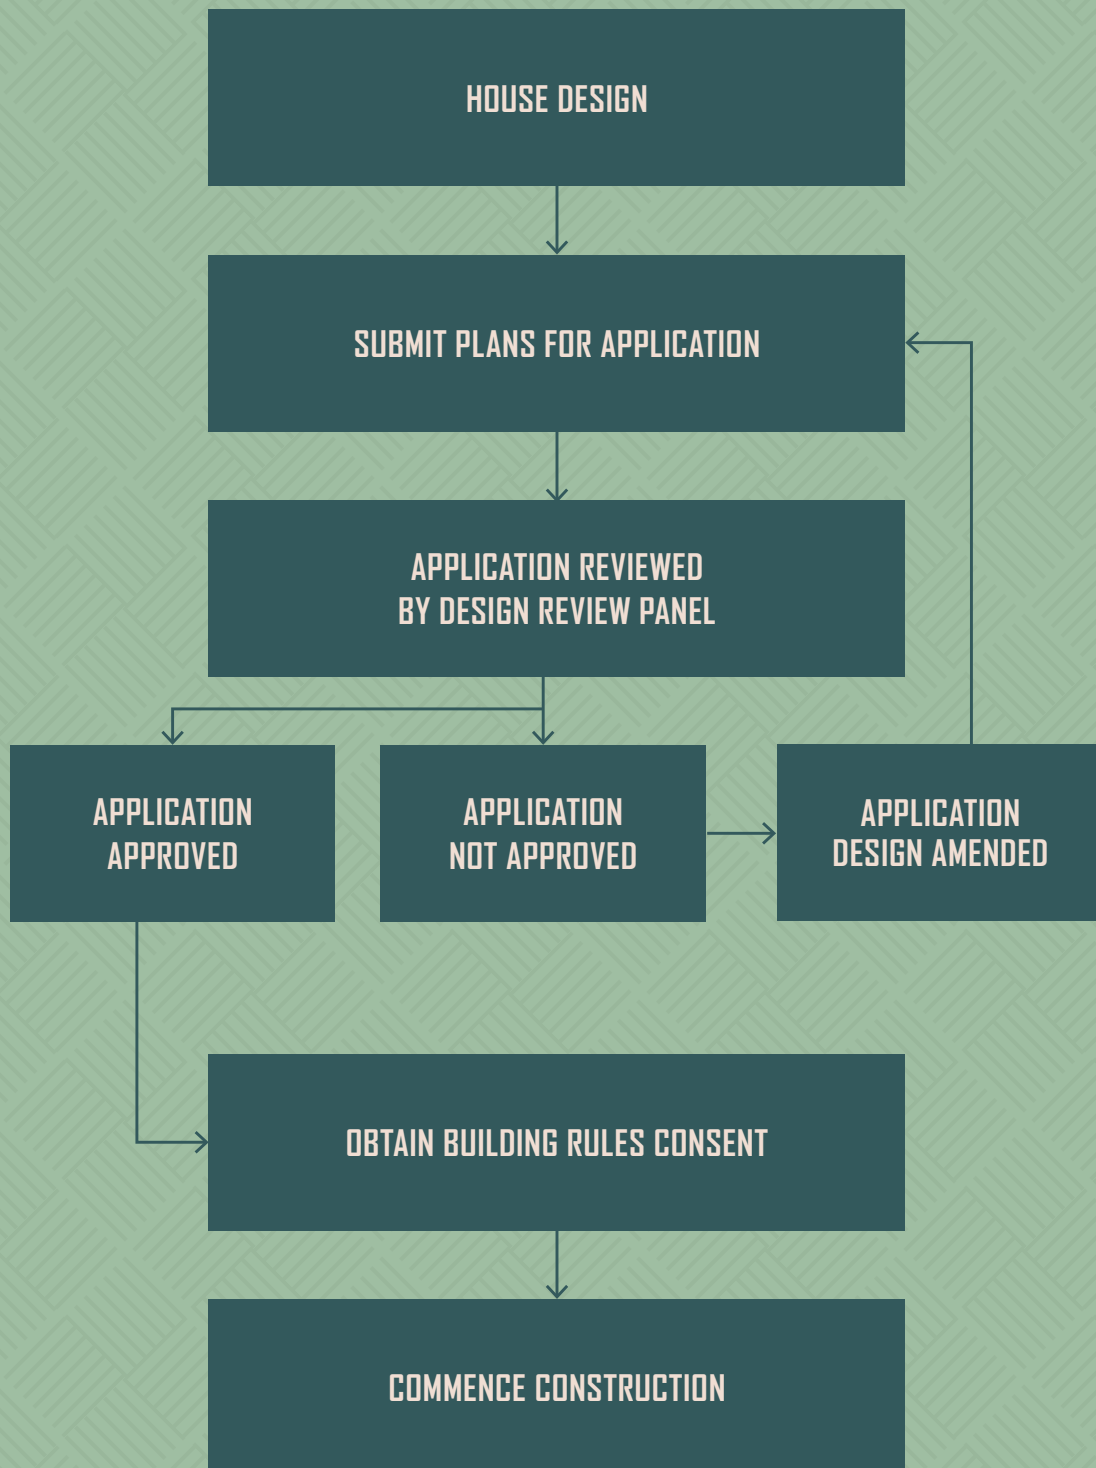 HOUSE DESIGN
SUBMIT PLANS FOR APPLICATION
APPLICATION REVIEWED
BY DESIGN REVIEW PANEL
APPLICATION
APPROVED
APPLICATION
NOT APPROVED
APPLICATION
DESIGN AMENDED
OBTAIN BUILDING RULES CONSENT
COMMENCE CONSTRUCTION